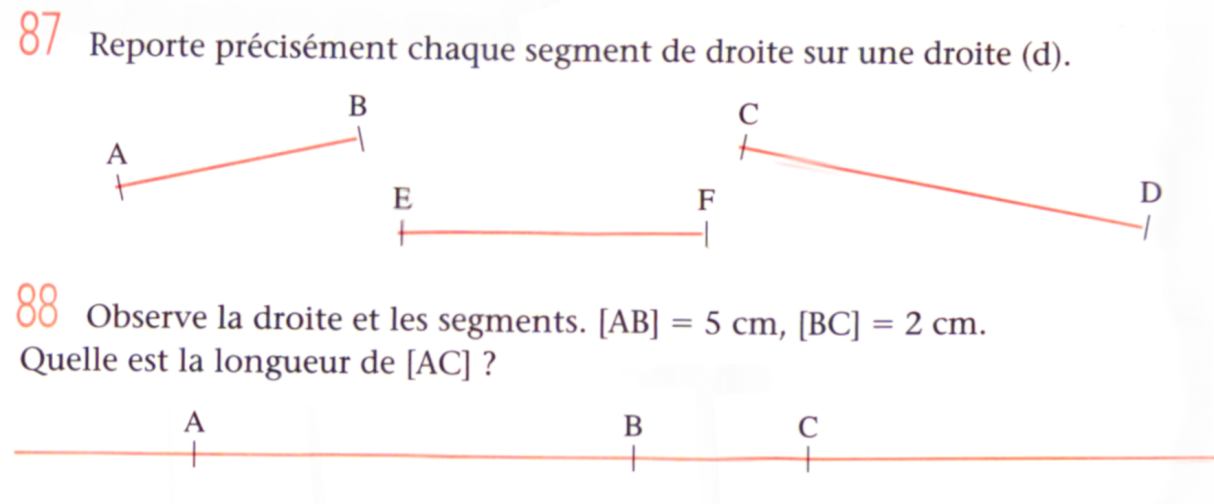 87 Reporte précisément chaque segment de droite sur une droite (d).
B
C
A
D
E F
88 Observe la droite et les segments. [AB] = 5 cm, [BC] = 2 cm.
Quelle est la longueur de [AC] ?
A B C